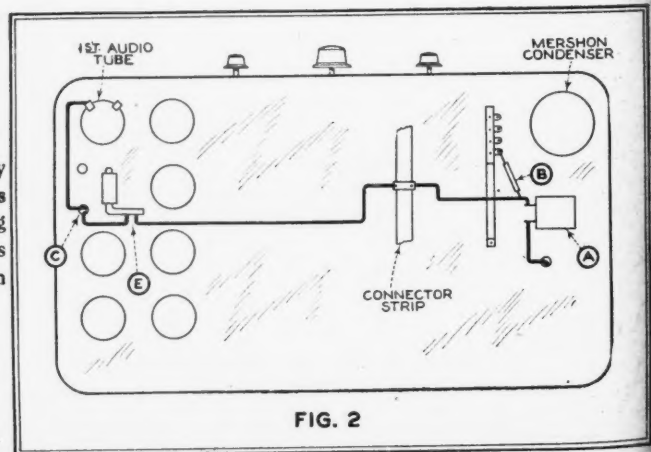 1ST. AUDIO
TUBE
MERSHON
CONDENSER
B
A
C
E
CONNECTOR
STRIP
FIG. 2
y
s
g
s
n